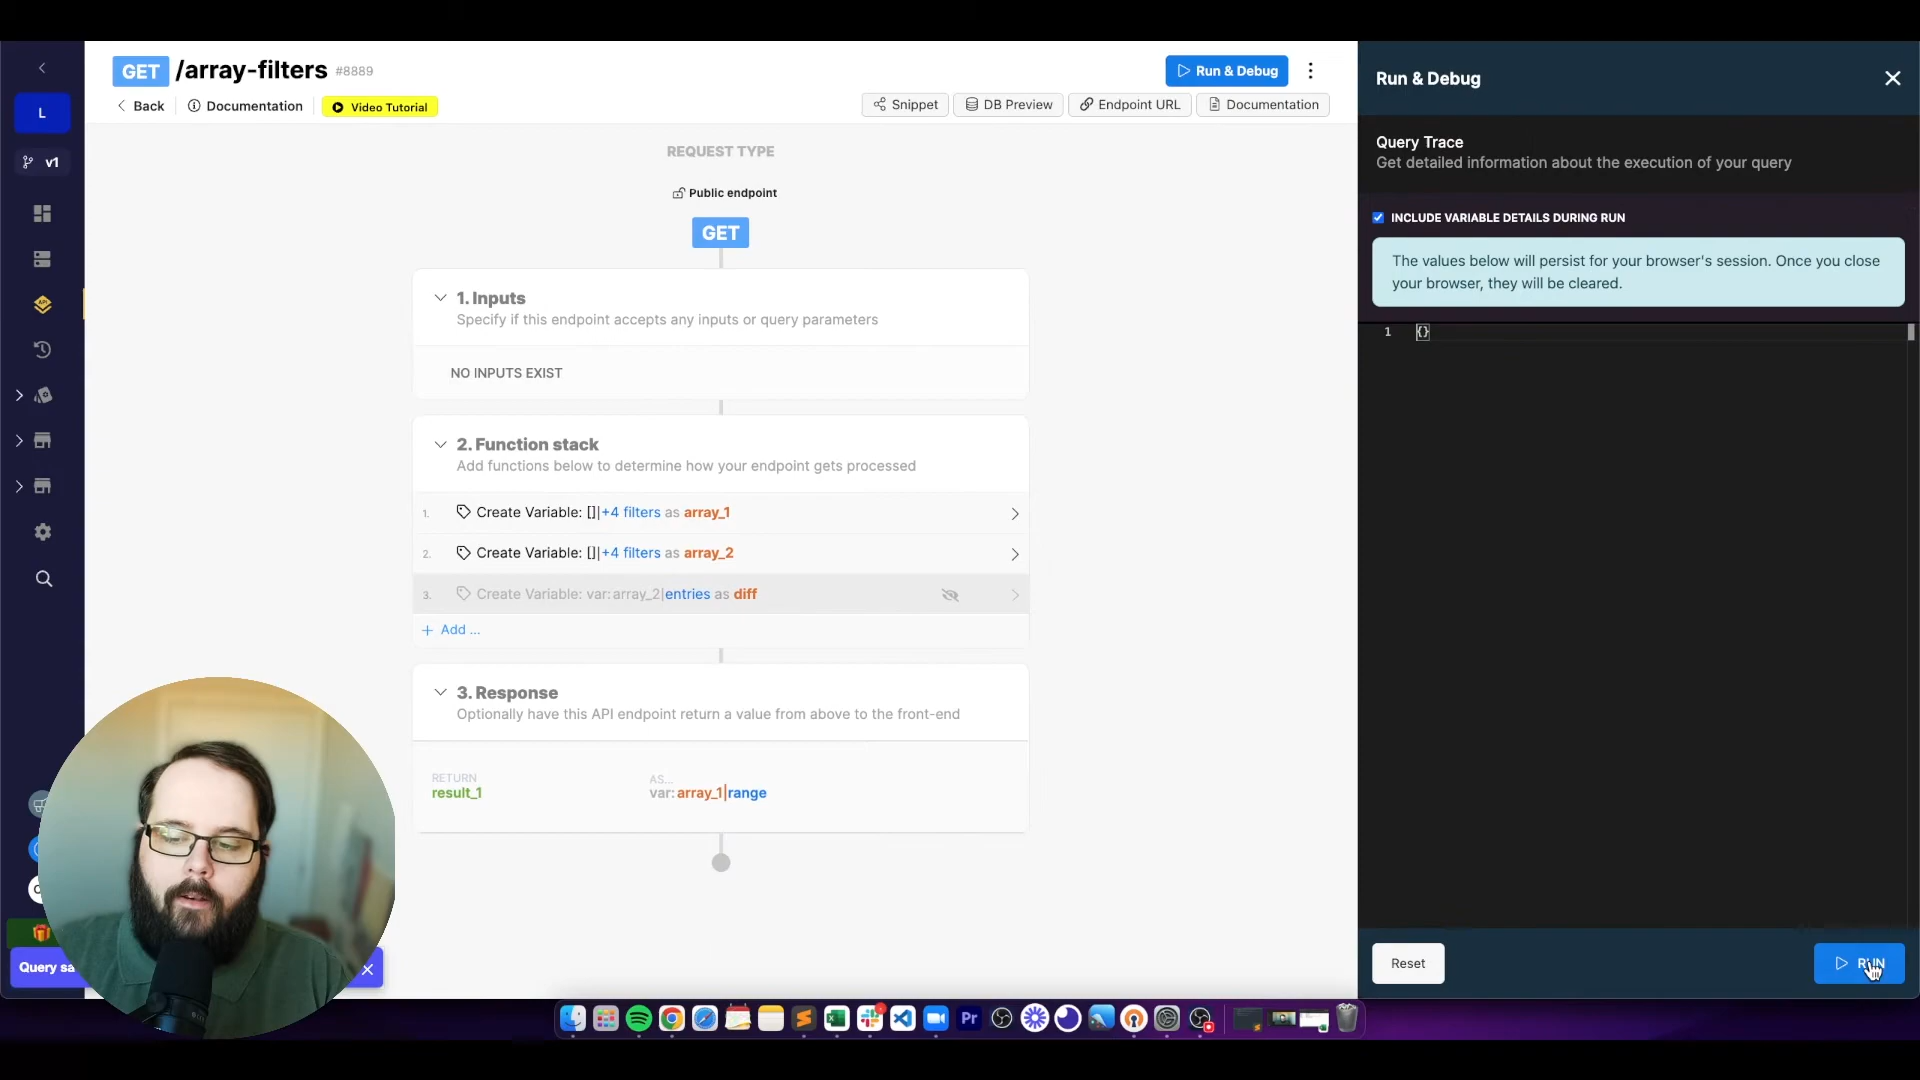 GET /array-filters #8889
Run & Debug
Back
Documentation
Video Tutorial
Snippet
DB Preview
Endpoint URL
Documentation
L
v1
REQUEST TYPE
Public endpoint
GET
1. Inputs
Specify if this endpoint accepts any inputs or query parameters
NO INPUTS EXIST
2. Function stack
Add functions below to determine how your endpoint gets processed
1. Create Variable: []|+4 filters as array_1
2. Create Variable: []|+4 filters as array_2
3. Create Variable: var:array_2|entries as diff
+ Add ...
3. Response
Optionally have this API endpoint return a value from above to the front-end
RETURN
result_1
AS...
var: array_1|range
Query sa
Run & Debug
Query Trace
Get detailed information about the execution of your query
INCLUDE VARIABLE DETAILS DURING RUN
The values below will persist for your browser's session. Once you close
your browser, they will be cleared.
1 {}
Reset
RUN
Pr